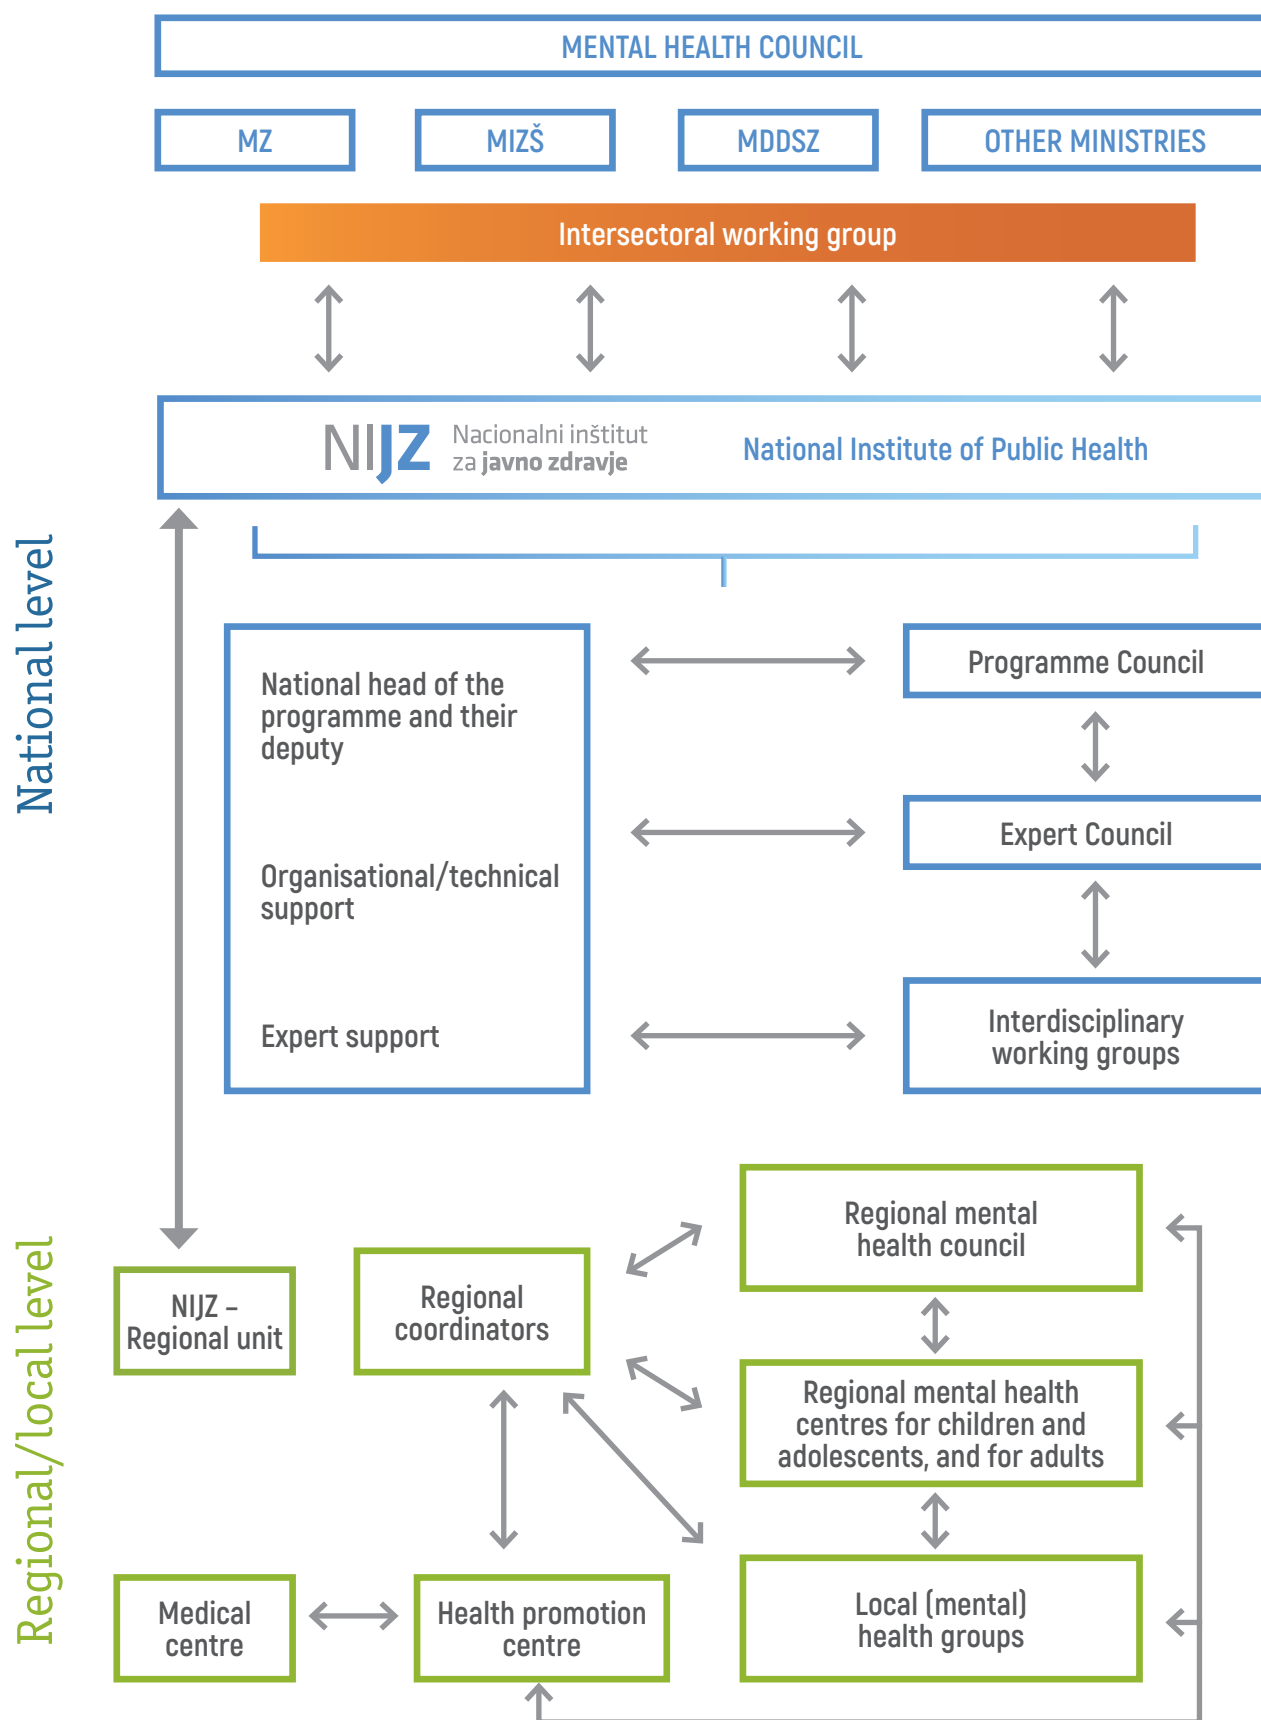 MENTAL HEALTH COUNCIL
MZ
MIZŠ
MDDSZ
OTHER MINISTRIES
Intersectoral working group
NIJZ
Nacionalni inštitut
za javno zdravje
National Institute of Public Health
National level
National head of the
programme and their
deputy
Organisational/technical
support
Expert support
Programme Council
Expert Council
Interdisciplinary
working groups
Regional/local level
NIJZ –
Regional unit
Regional
coordinators
Regional mental
health council
Regional mental health
centres for children and
adolescents, and for adults
Medical
centre
Health promotion
centre
Local (mental)
health groups